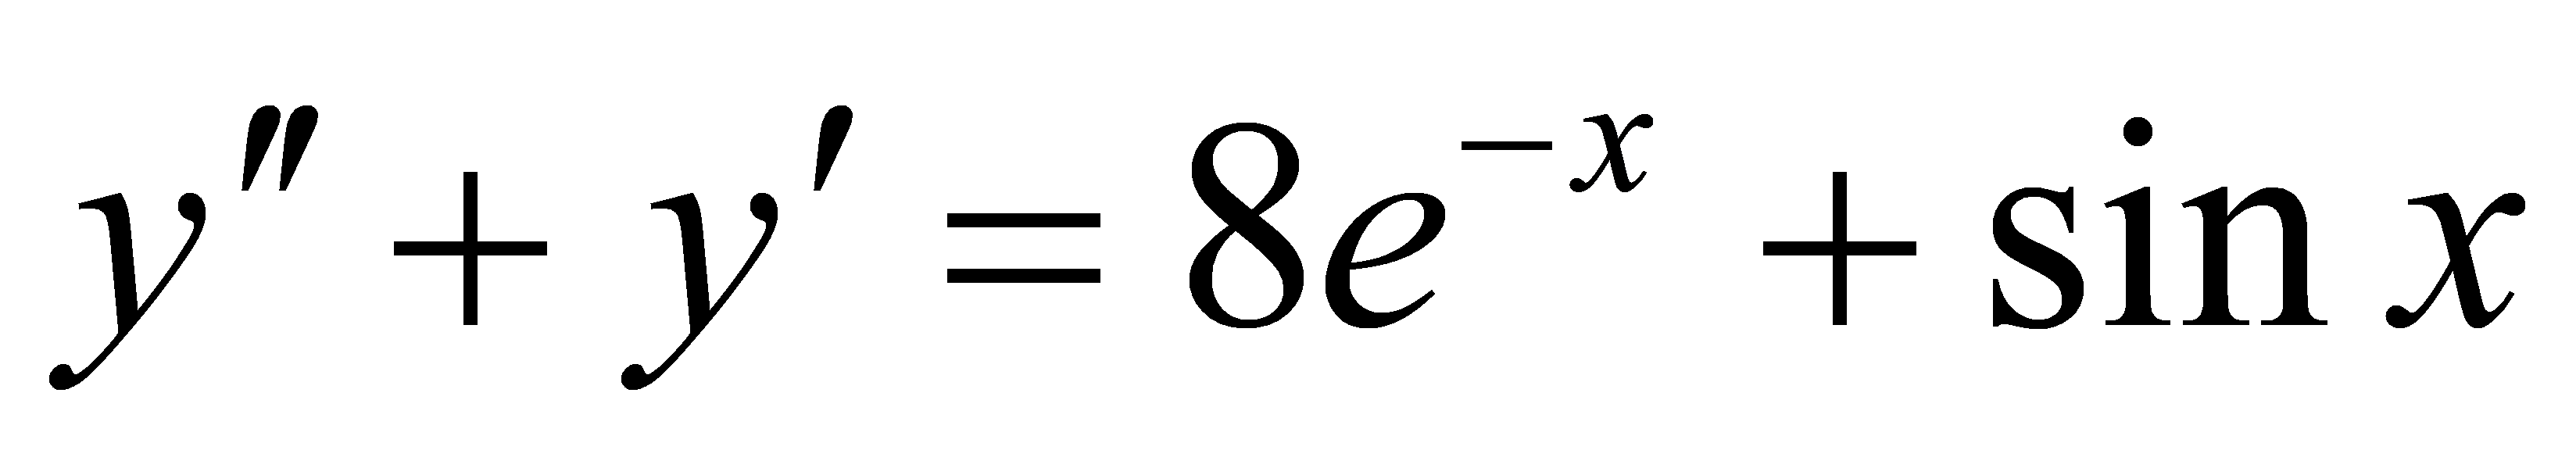 y″ + y′ = 8e^{−x} + sin x